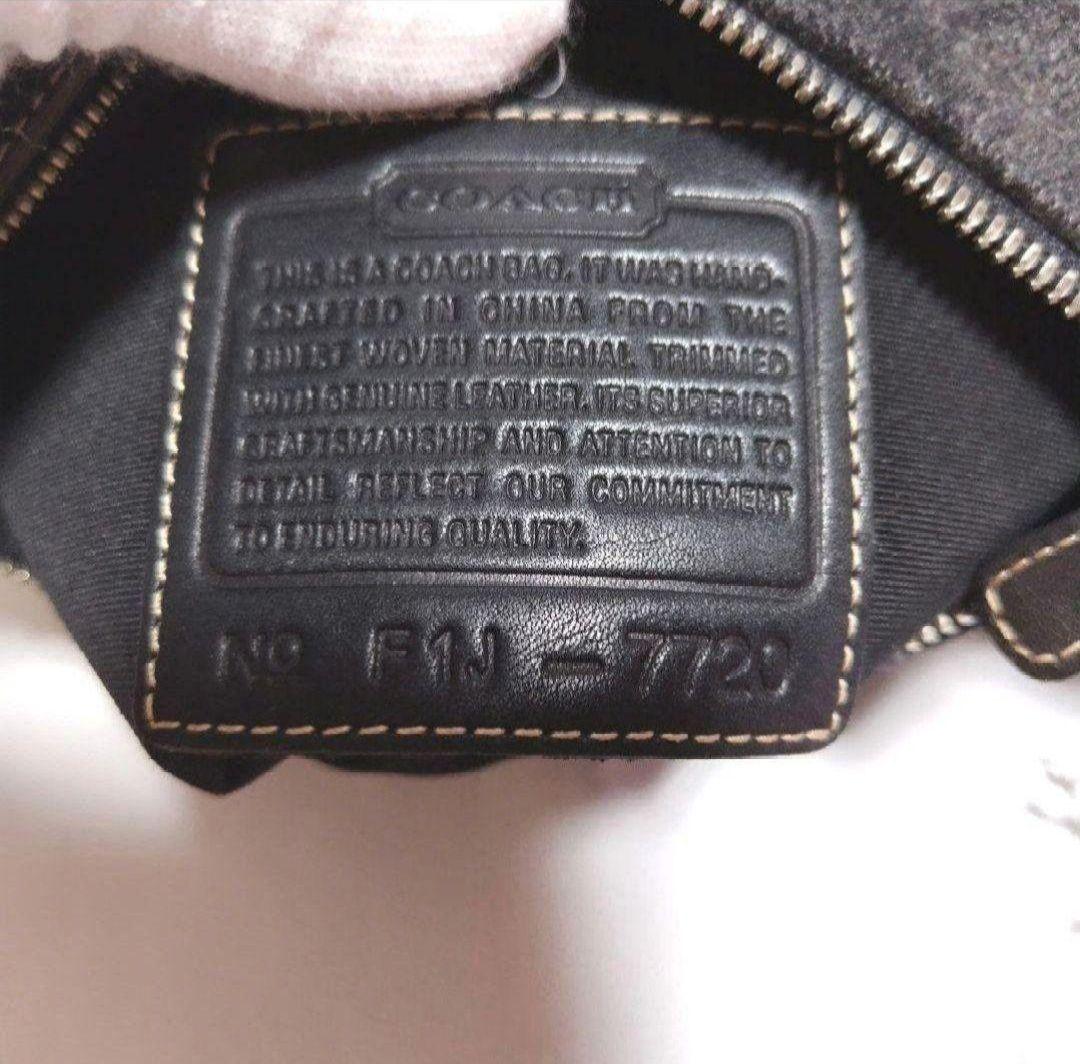 COACH
THIS IS A COACH BAG. IT WAS HAND-
CRAFTED IN CHINA FROM THE
FINEST WOVEN MATERIAL TRIMMED
WITH GENUINE LEATHER. ITS SUPERIOR
CRAFTSMANSHIP AND ATTENTION TO
DETAIL REFLECT OUR COMMITMENT
TO ENDURING QUALITY.
No F1J - 7720